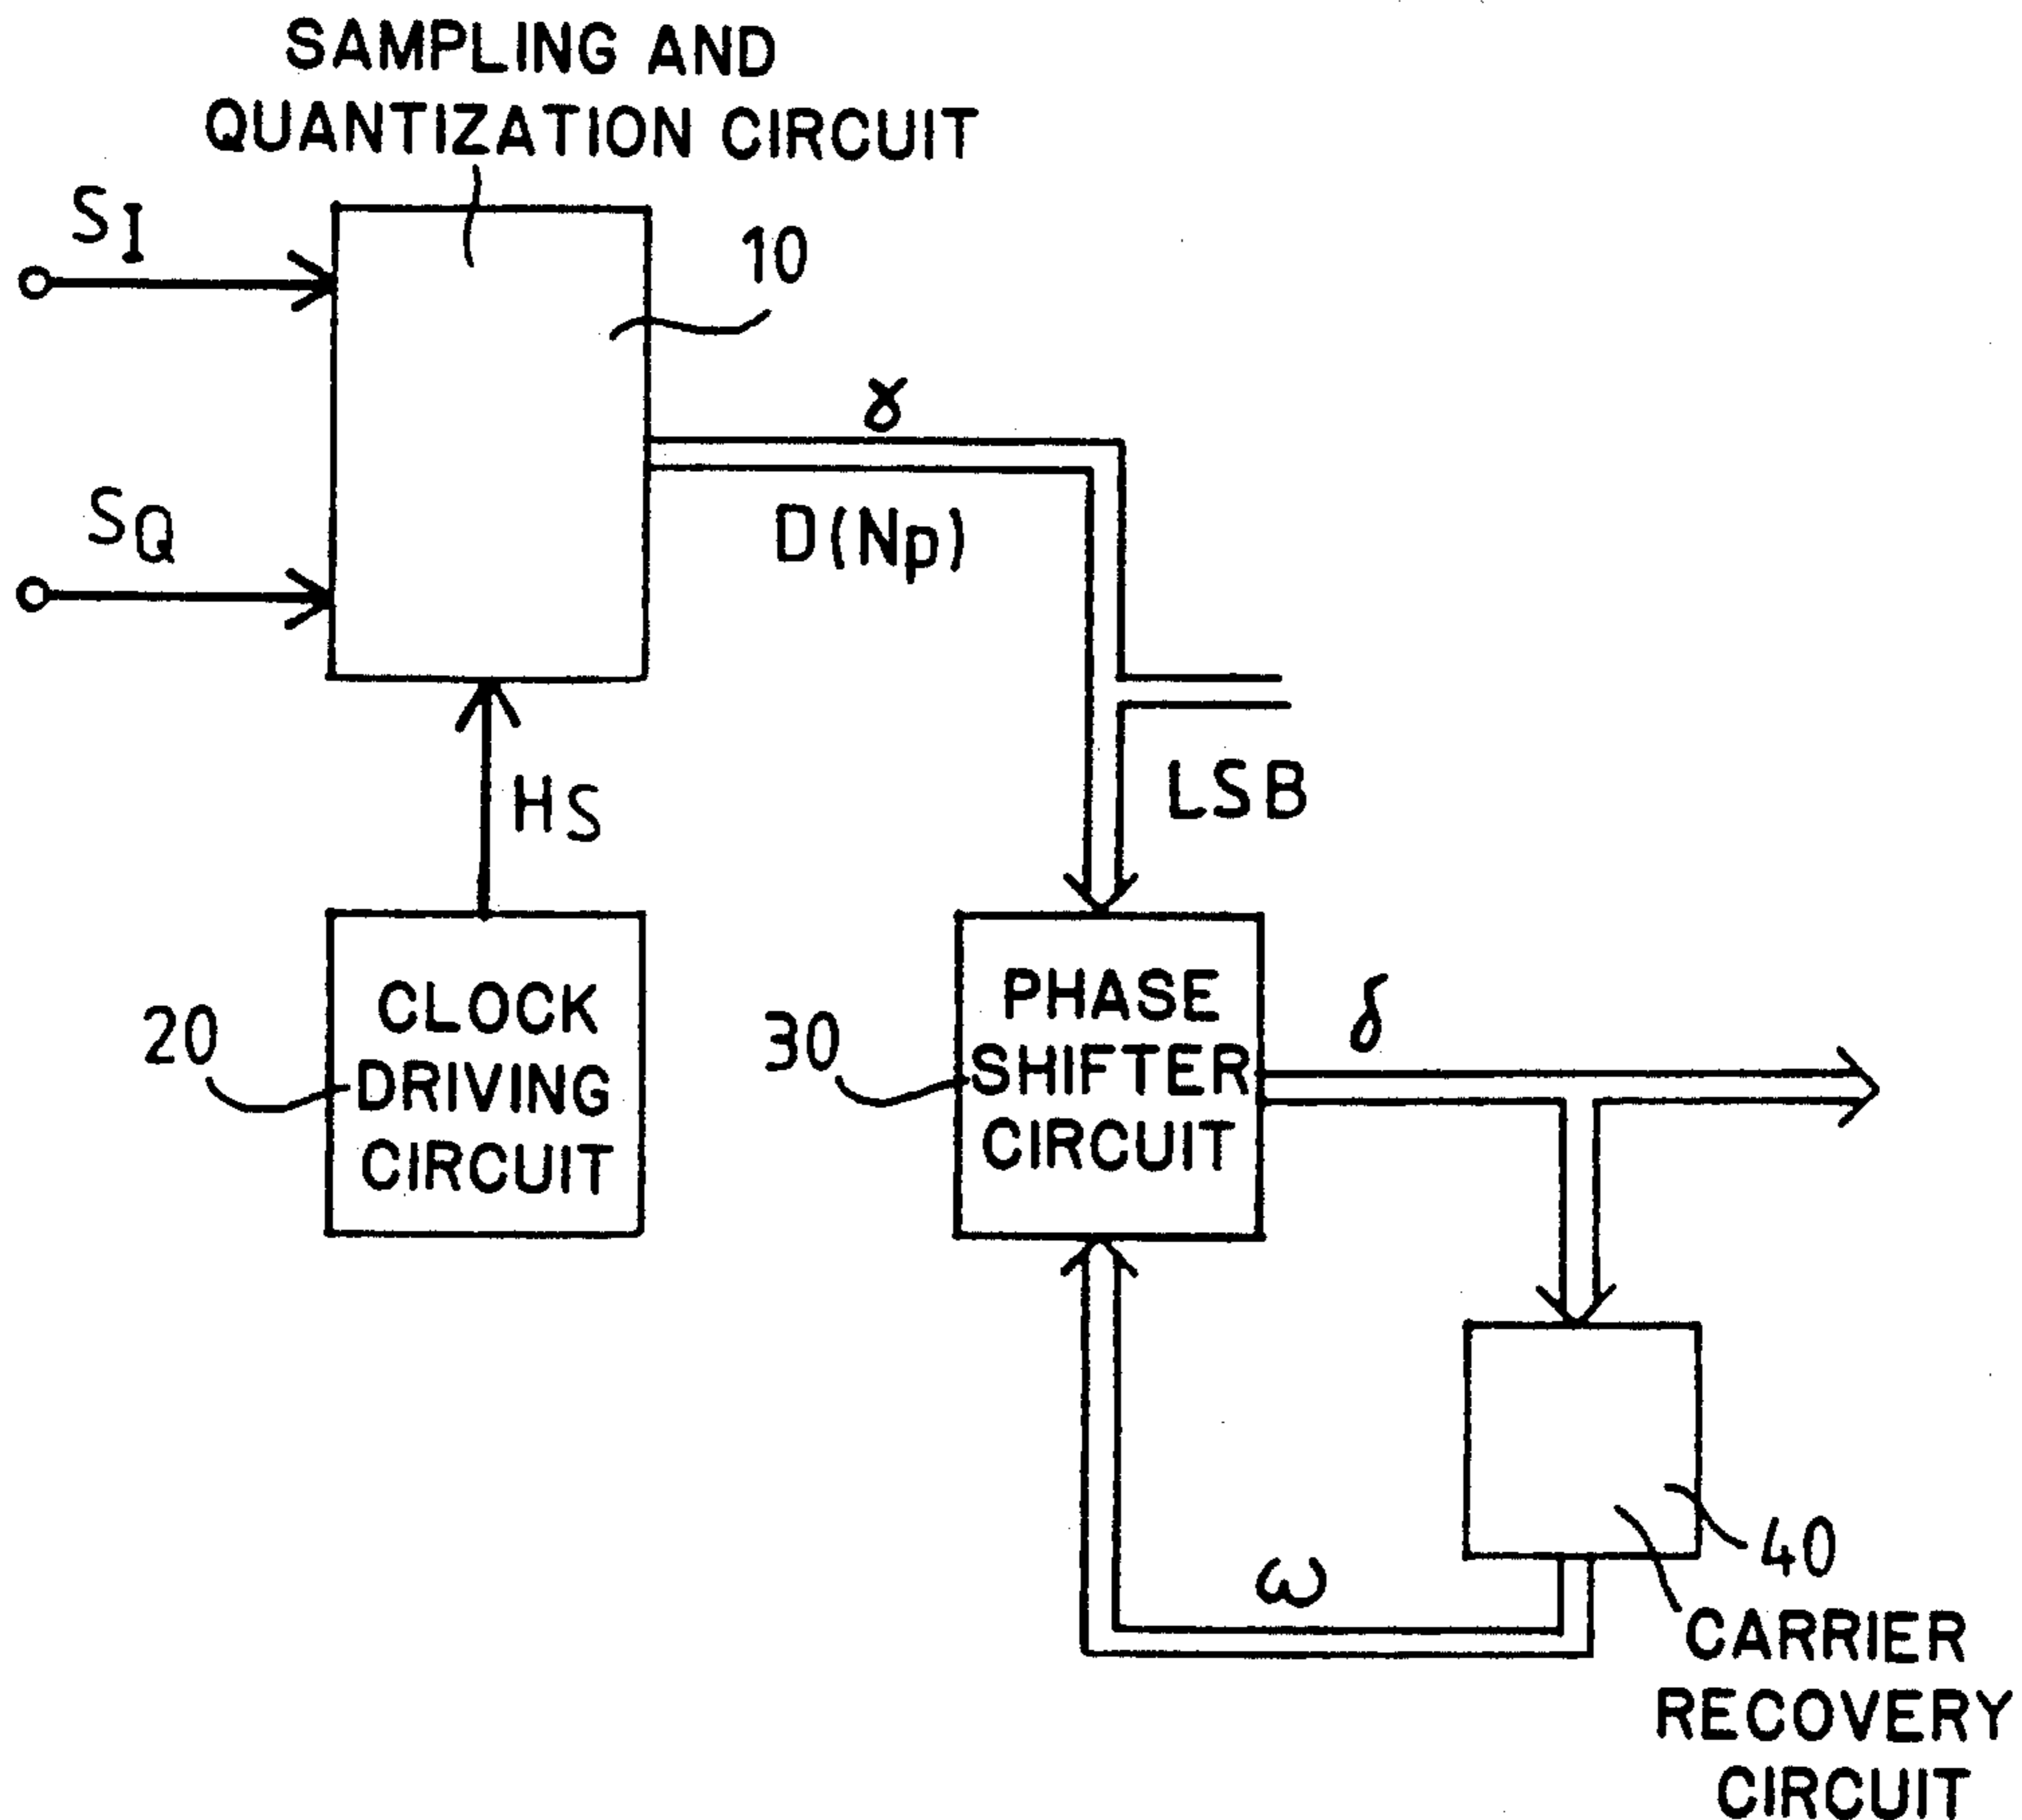 SAMPLING AND
QUANTIZATION CIRCUIT
SI
10
γ
SQ
D(Np)
HS
LSB
CLOCK
DRIVING
CIRCUIT
20
PHASE
SHIFTER
CIRCUIT
30
δ
40
ω
CARRIER
RECOVERY
CIRCUIT